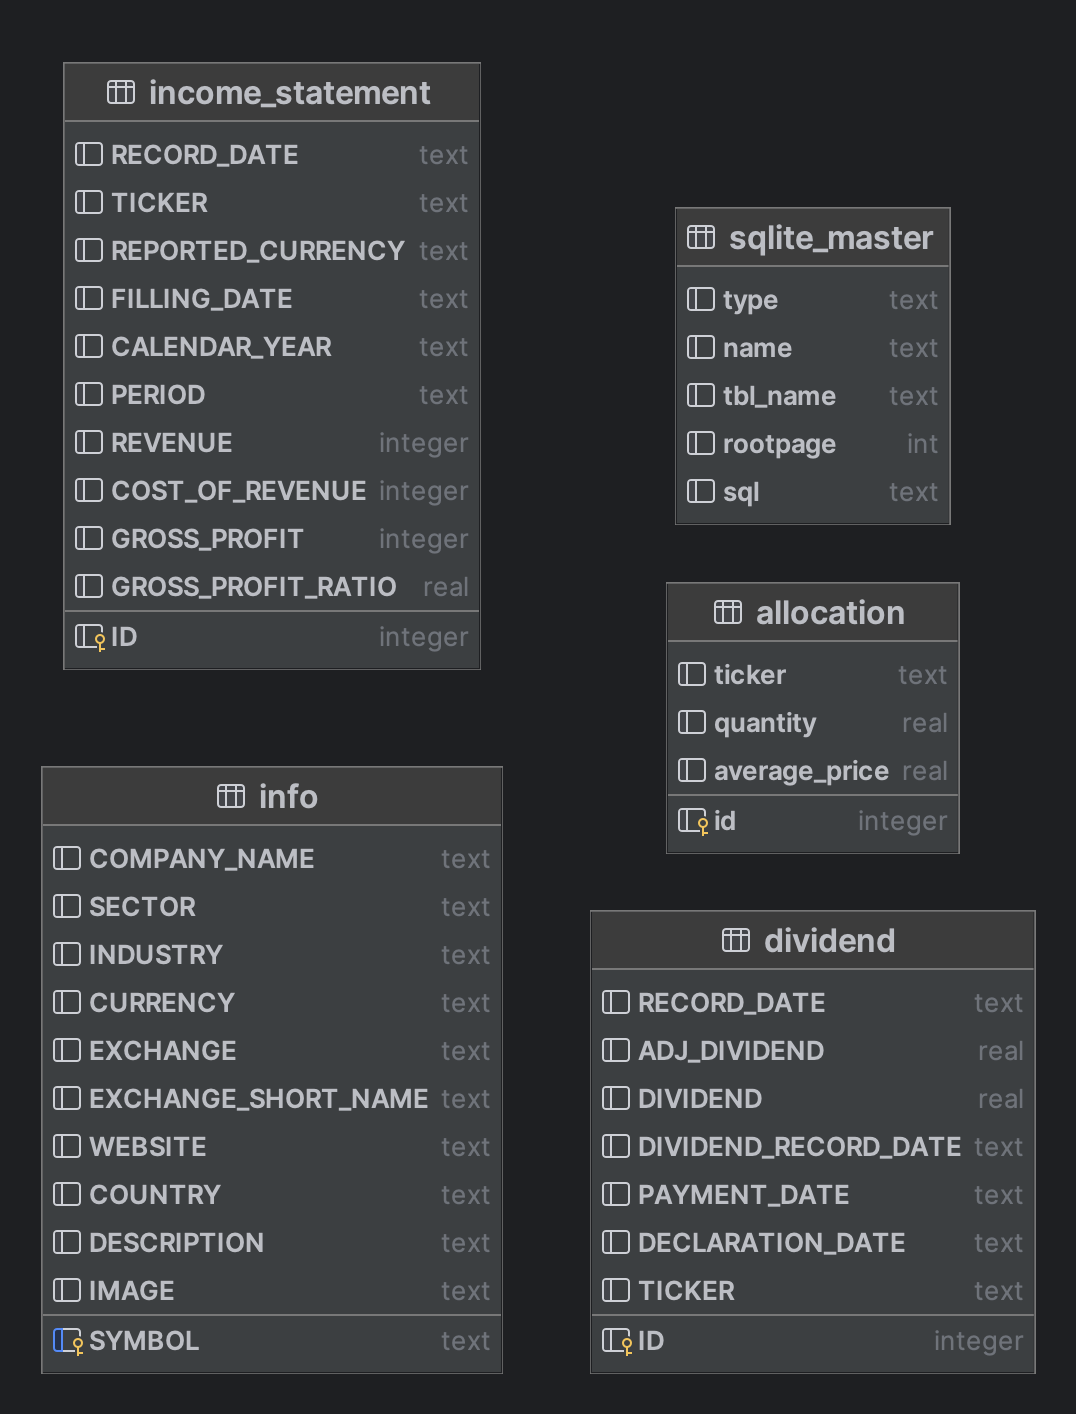 income_statement
RECORD_DATE text
TICKER text
REPORTED_CURRENCY text
FILLING_DATE text
CALENDAR_YEAR text
PERIOD text
REVENUE integer
COST_OF_REVENUE integer
GROSS_PROFIT integer
GROSS_PROFIT_RATIO real
ID integer
sqlite_master
type text
name text
tbl_name text
rootpage int
sql text
allocation
ticker text
quantity real
average_price real
id integer
info
COMPANY_NAME text
SECTOR text
INDUSTRY text
CURRENCY text
EXCHANGE text
EXCHANGE_SHORT_NAME text
WEBSITE text
COUNTRY text
DESCRIPTION text
IMAGE text
SYMBOL text
dividend
RECORD_DATE text
ADJ_DIVIDEND real
DIVIDEND real
DIVIDEND_RECORD_DATE text
PAYMENT_DATE text
DECLARATION_DATE text
TICKER text
ID integer